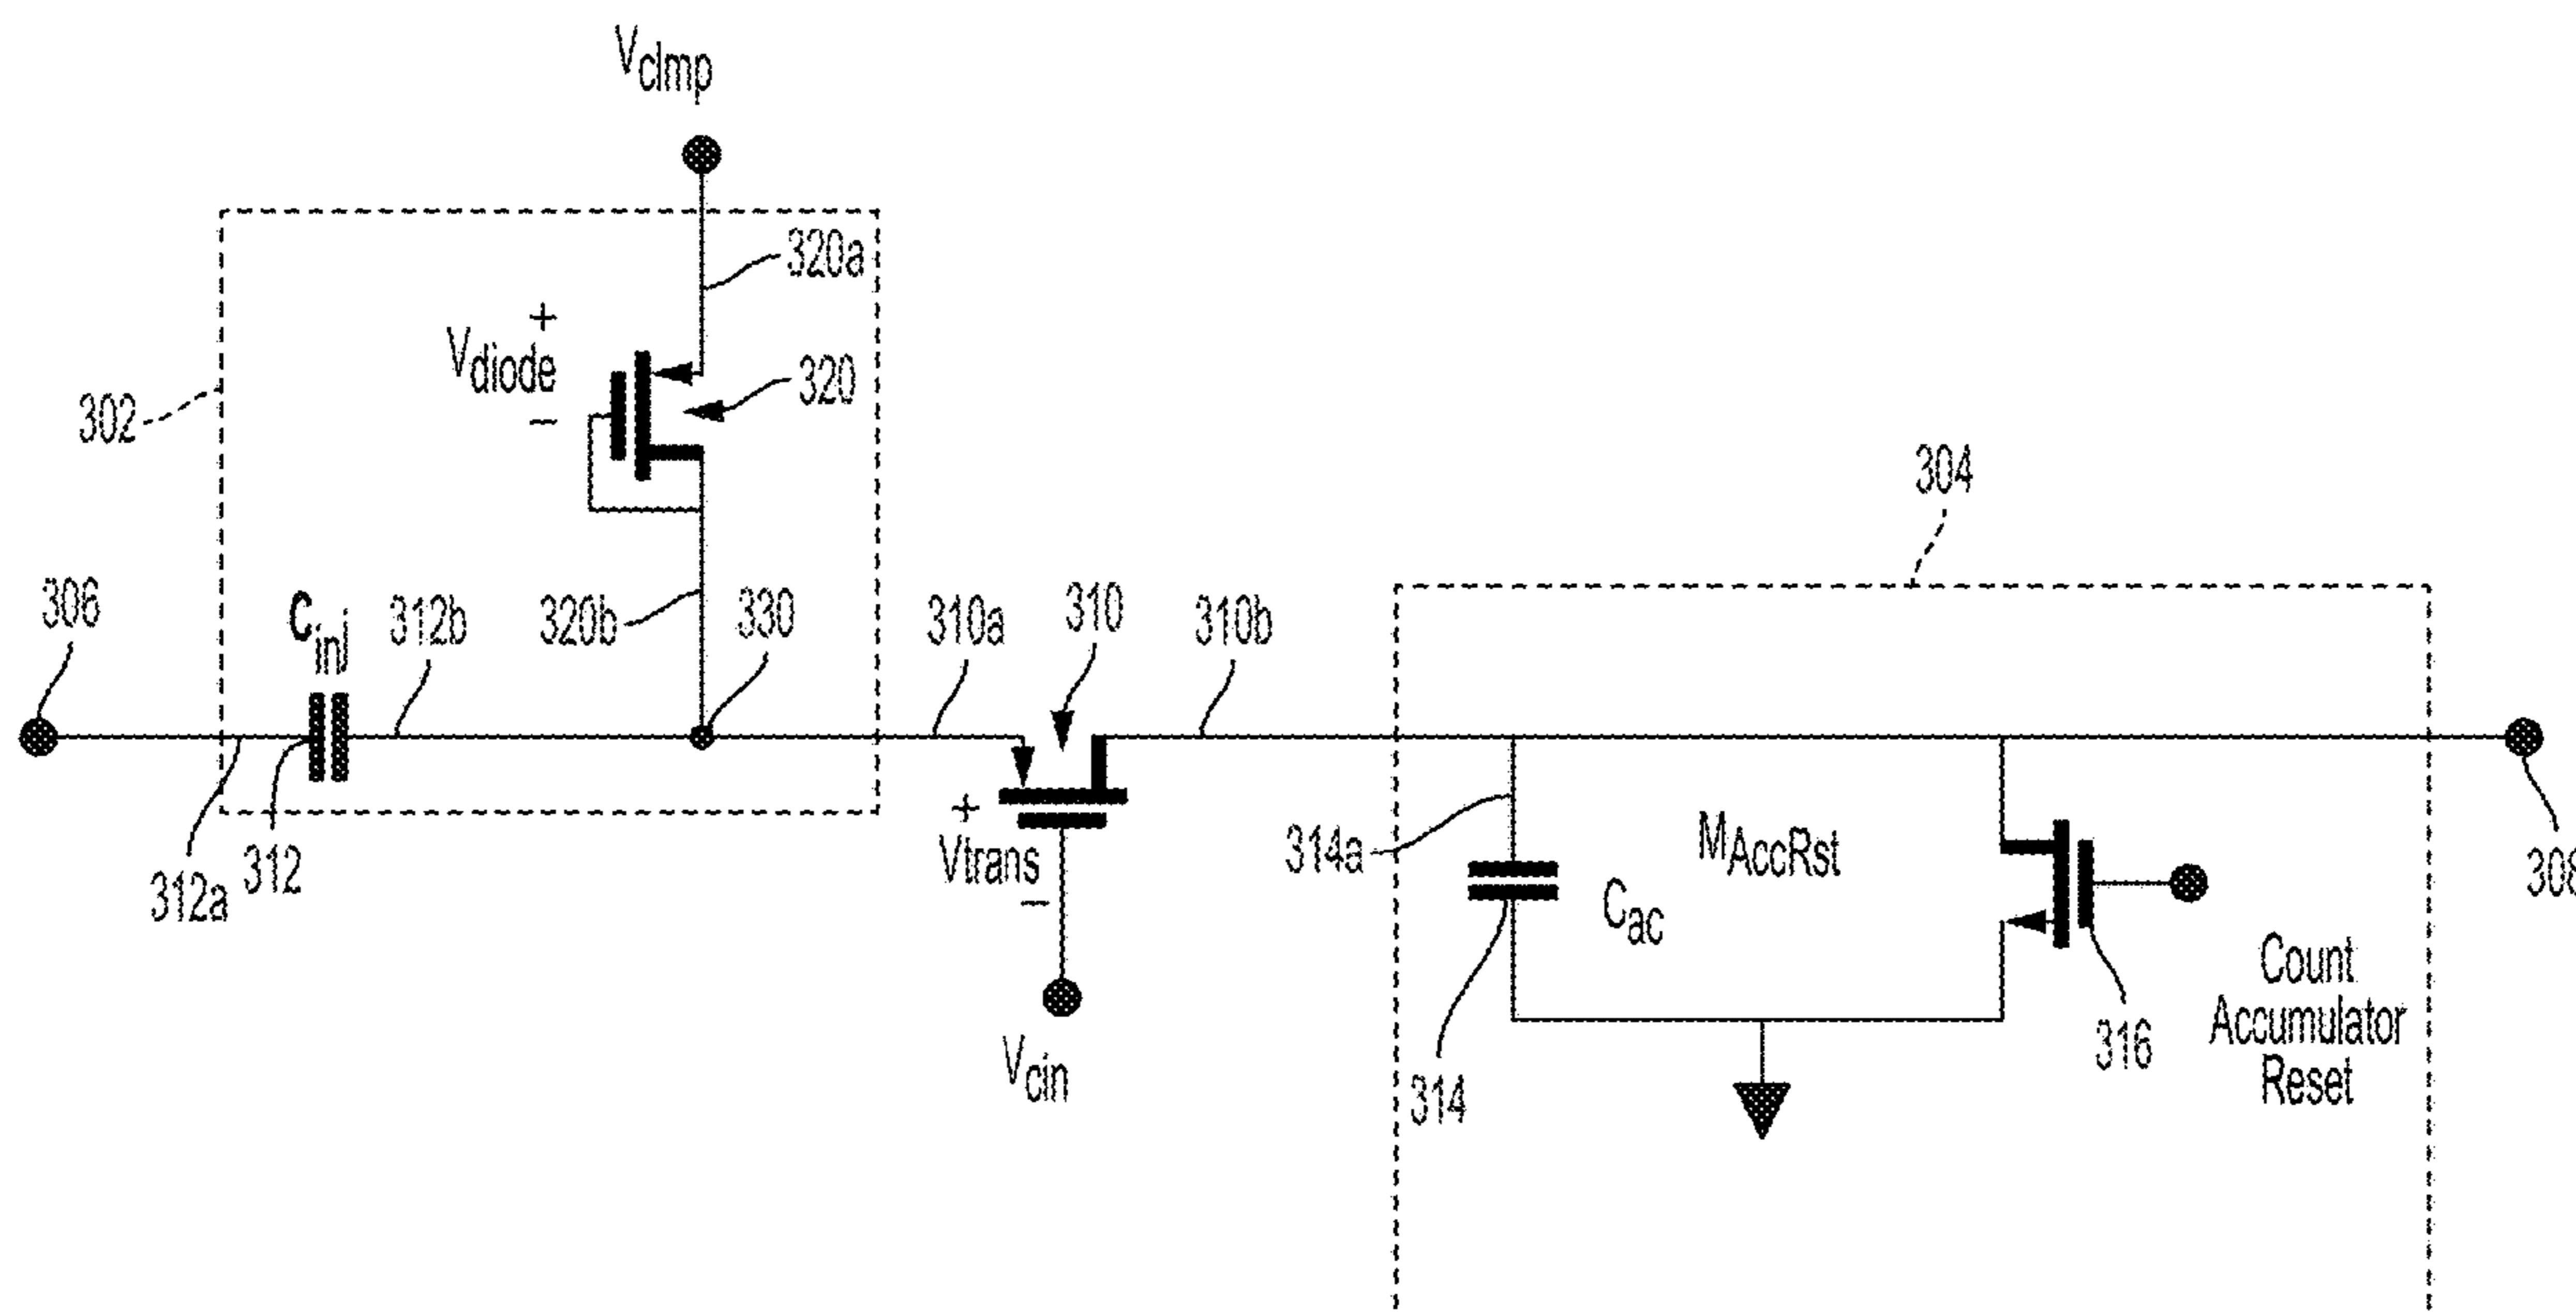 Vclmp
320a
+
Vdiode
−
320
302
304
306
Cinj
312b
320b
330
310a
310
310b
+
Vtrans
−
314a
MAccRst
Cac
312a
312
308
Vcin
314
316
Count
Accumulator
Reset